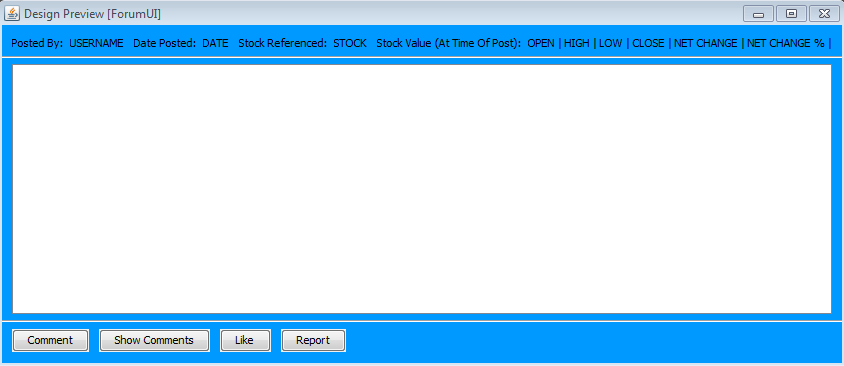 Design Preview [ForumUI]
Posted By: USERNAME Date Posted: DATE Stock Referenced: STOCK Stock Value (At Time Of Post): OPEN | HIGH | LOW | CLOSE | NET CHANGE | NET CHANGE % |
Comment Show Comments Like Report